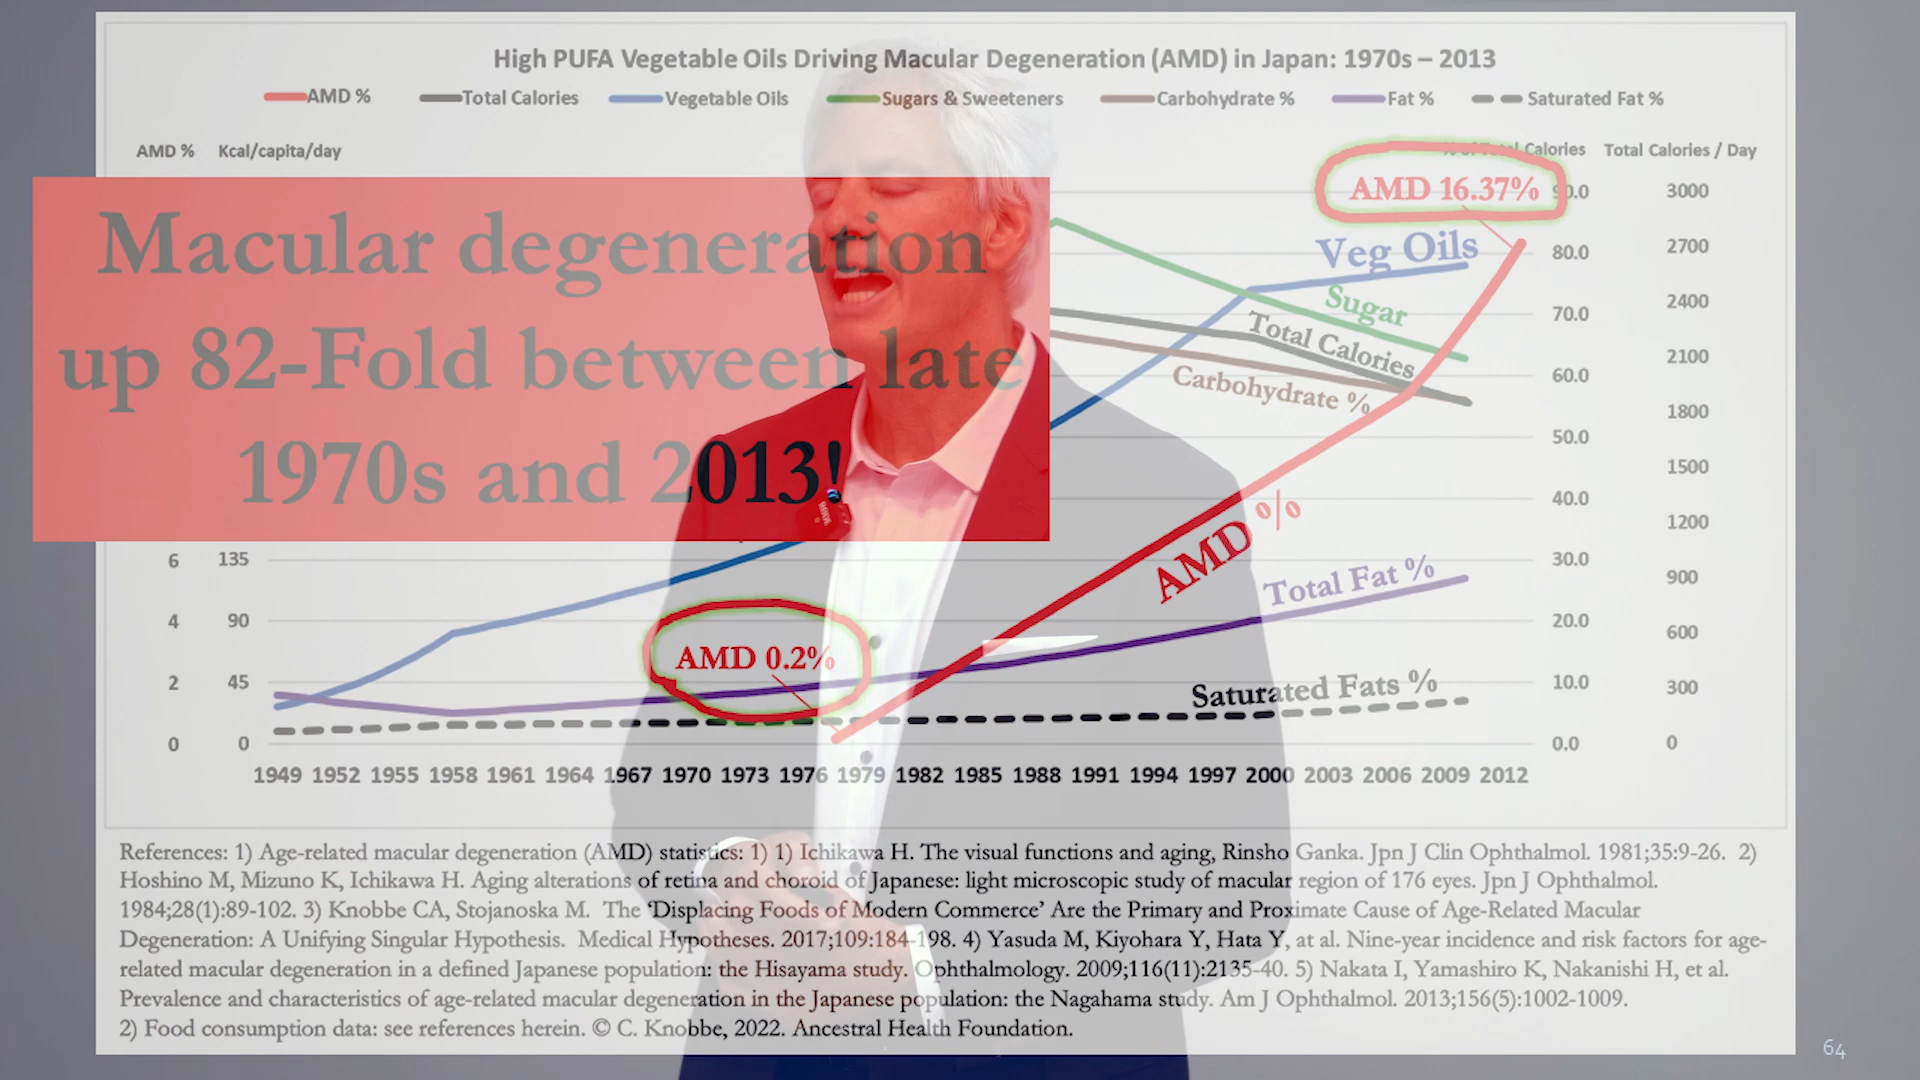 High PUFA Vegetable Oils Driving Macular Degeneration (AMD) in Japan: 1970s – 2013
AMD % Total Calories Vegetable Oils Sugars & Sweeteners Carbohydrate % Fat % Saturated Fat %
AMD % Kcal/capita/day Calories Total Calories / Day
AMD 16.37%
Macular degeneration
up 82-Fold between late
1970s and 2013!
Veg Oils
Sugar
Total Calories
Carbohydrate %
AMD %
Total Fat %
AMD 0.2%
Saturated Fats %
6 135
4 90
2 45
0 0
0.0 3000
80.0 2700
70.0 2400
60.0 2100
1800
50.0 1500
40.0 1200
30.0 900
20.0 600
10.0 300
0.0 0
1949 1952 1955 1958 1961 1964 1967 1970 1973 1976 1979 1982 1985 1988 1991 1994 1997 2000 2003 2006 2009 2012
References: 1) Age-related macular degeneration (AMD) statistics: 1) 1) Ichikawa H. The visual functions and aging, Rinsho Ganka. Jpn J Clin Ophthalmol. 1981;35:9-26. 2)
Hoshino M, Mizuno K, Ichikawa H. Aging alterations of retina and choroid of Japanese: light microscopic study of macular region of 176 eyes. Jpn J Ophthalmol.
1984;28(1):89-102. 3) Knobbe CA, Stojanoska M. The ‘Displacing Foods of Modern Commerce’ Are the Primary and Proximate Cause of Age-Related Macular
Degeneration: A Unifying Singular Hypothesis. Medical Hypotheses. 2017;109:184-198. 4) Yasuda M, Kiyohara Y, Hata Y, at al. Nine-year incidence and risk factors for age-
related macular degeneration in a defined Japanese population: the Hisayama study. Ophthalmology. 2009;116(11):2135-40. 5) Nakata I, Yamashiro K, Nakanishi H, et al.
Prevalence and characteristics of age-related macular degeneration in the Japanese population: the Nagahama study. Am J Ophthalmol. 2013;156(5):1002-1009.
2) Food consumption data: see references herein. © C. Knobbe, 2022. Ancestral Health Foundation.
64